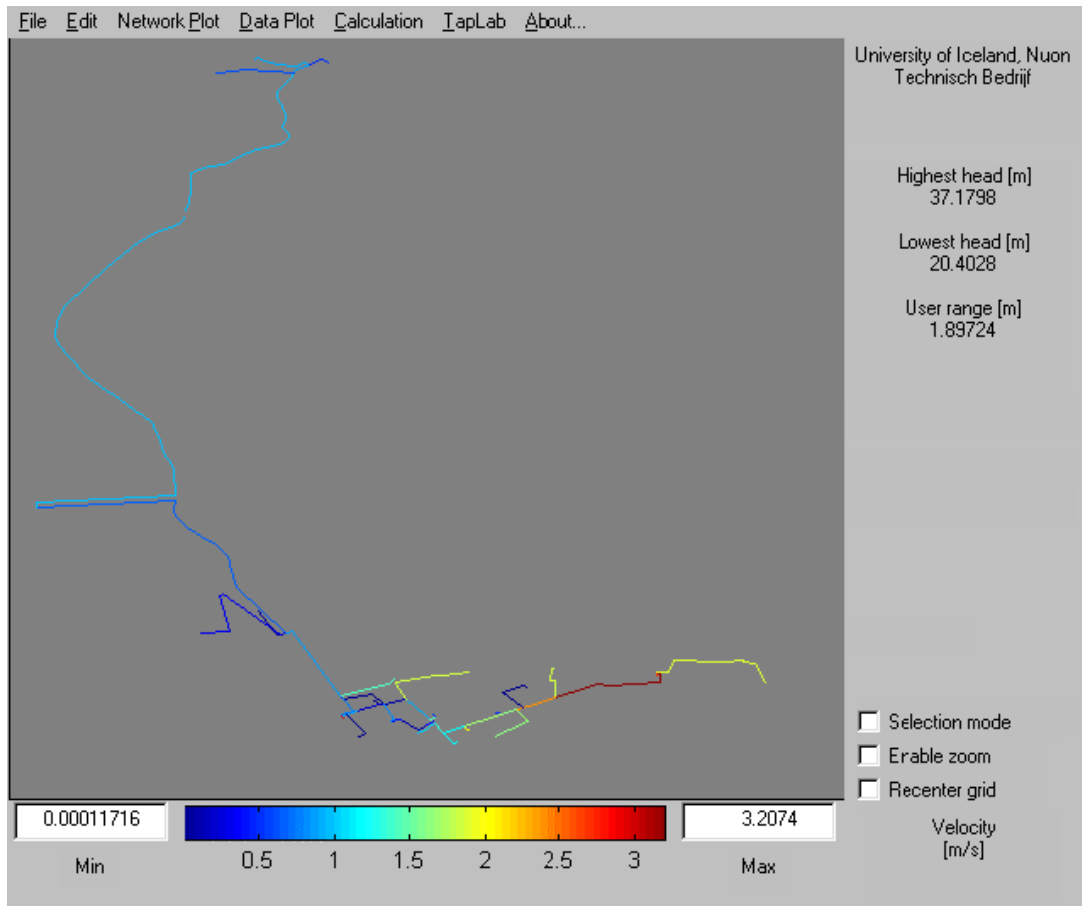 File Edit Network Plot Data Plot Calculation TapLab About...
University of Iceland, Nuon
Technisch Bedrijf
Highest head [m]
37.1798
Lowest head [m]
20.4028
User range [m]
1.89724
Selection mode
Enable zoom
Recenter grid
Velocity
[m/s]
0.00011716
3.2074
0.5 1 1.5 2 2.5 3
Min
Max